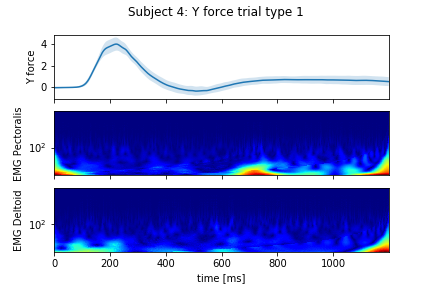 Subject 4: Y force trial type 1
Y force
4
2
0
EMG Pectoralis
10²
EMG Deltoid
10²
0 200 400 600 800 1000
time [ms]